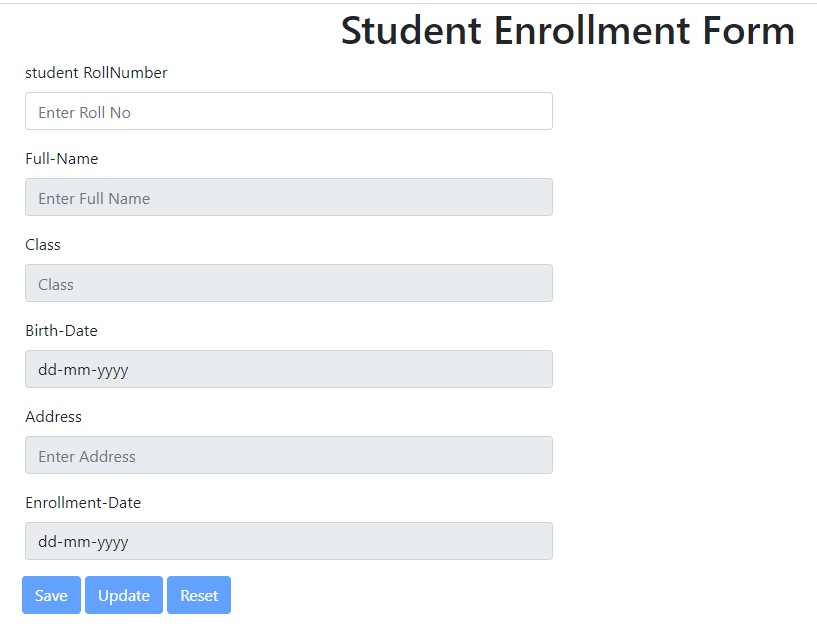 Student Enrollment Form
student RollNumber
Enter Roll No
Full-Name
Enter Full Name
Class
Class
Birth-Date
dd-mm-yyyy
Address
Enter Address
Enrollment-Date
dd-mm-yyyy
Save Update Reset